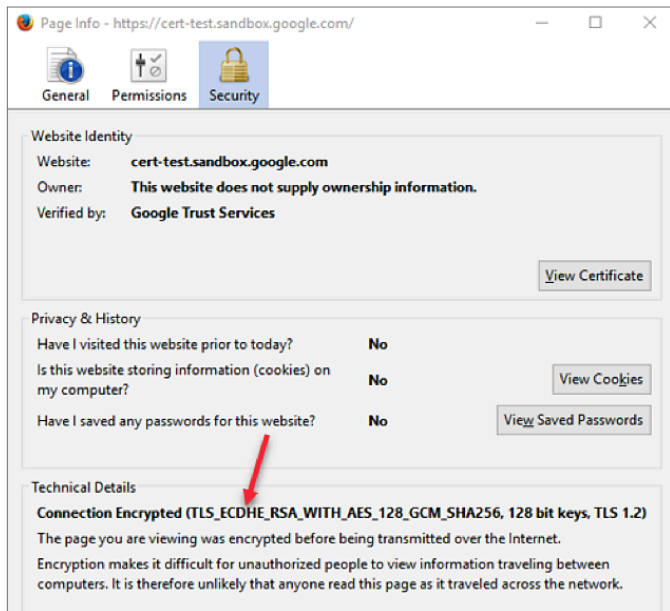 Page Info - https://cert-test.sandbox.google.com/
General Permissions Security
Website Identity
Website: cert-test.sandbox.google.com
Owner: This website does not supply ownership information.
Verified by: Google Trust Services
View Certificate
Privacy & History
Have I visited this website prior to today? No
Is this website storing information (cookies) on
my computer? No View Cookies
Have I saved any passwords for this website? No View Saved Passwords
Technical Details
Connection Encrypted (TLS_ECDHE_RSA_WITH_AES_128_GCM_SHA256, 128 bit keys, TLS 1.2)
The page you are viewing was encrypted before being transmitted over the Internet.
Encryption makes it difficult for unauthorized people to view information traveling between
computers. It is therefore unlikely that anyone read this page as it traveled across the network.